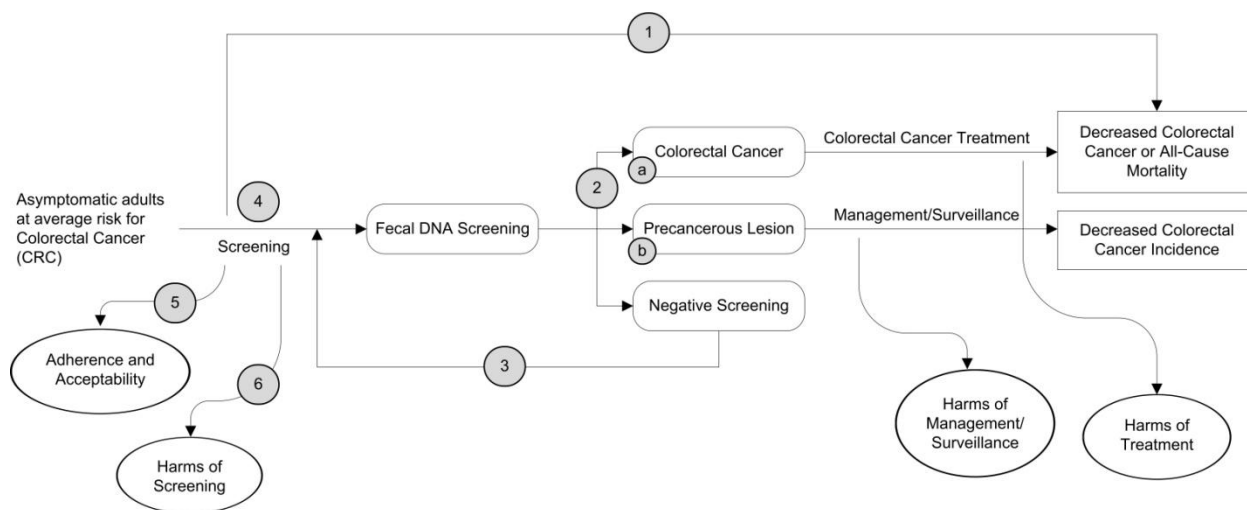 1
Asymptomatic adults
at average risk for
Colorectal Cancer
(CRC)
4
Screening
Fecal DNA Screening
2
Colorectal Cancer
a
Colorectal Cancer Treatment
Decreased Colorectal
Cancer or All-Cause
Mortality
Precancerous Lesion
b
Management/Surveillance
Decreased Colorectal
Cancer Incidence
Negative Screening
3
5
Adherence and
Acceptability
6
Harms of
Screening
Harms of
Management/
Surveillance
Harms of
Treatment